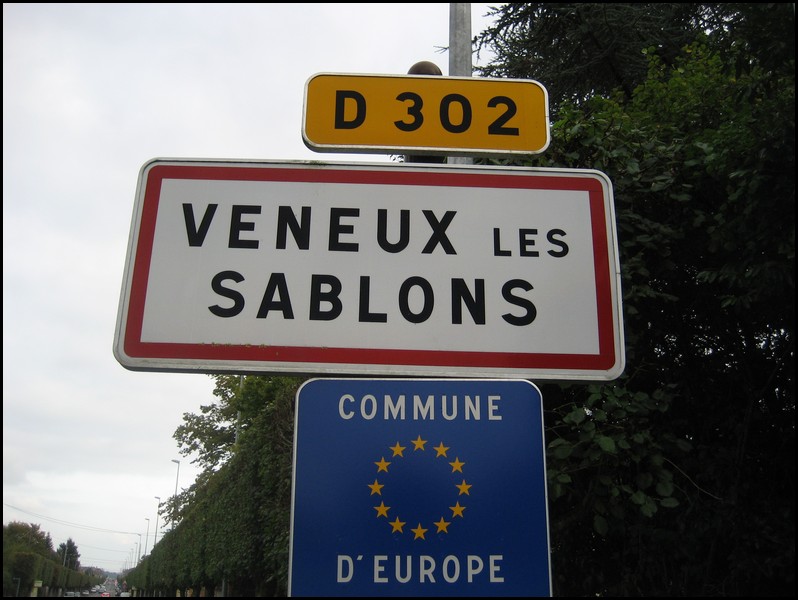 D 302
VENEUX LES
SABLONS
COMMUNE
D'EUROPE